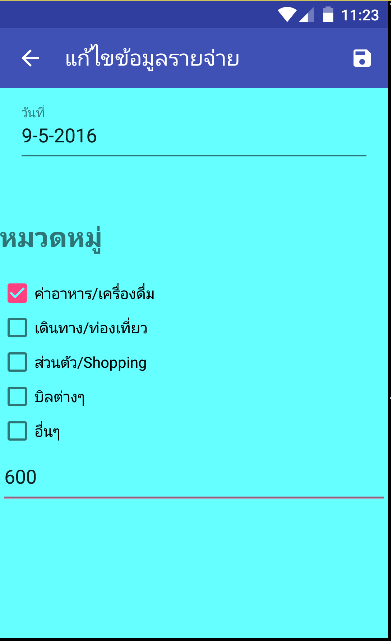 11:23
แก้ไขข้อมูลรายจ่าย
วันที่
9-5-2016
หมวดหมู่
ค่าอาหาร/เครื่องดื่ม
เดินทาง/ท่องเที่ยว
ส่วนตัว/Shopping
บิลต่างๆ
อื่นๆ
600